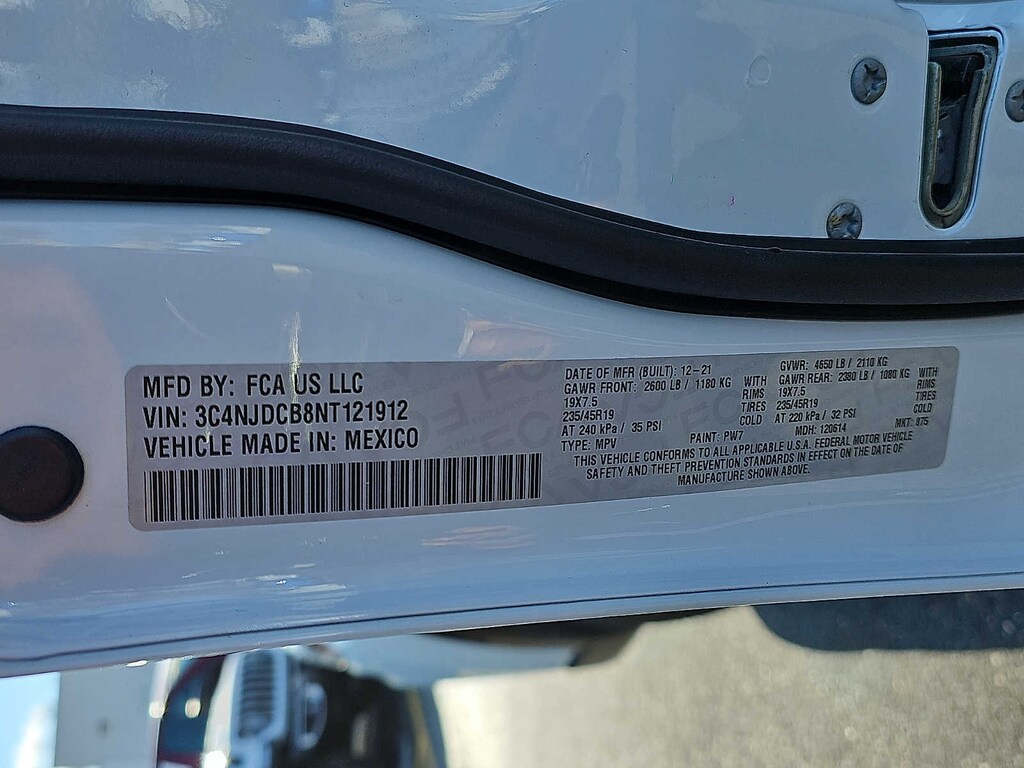 MFD BY: FCA US LLC
VIN: 3C4NJDCB8NT121912
VEHICLE MADE IN: MEXICO
DATE OF MFR (BUILT): 12-21
GAWR FRONT: 2600 LB / 1180 KG WITH
19X7.5 RIMS
235/45R19 TIRES
AT 240 kPa / 35 PSI COLD
TYPE: MPV PAINT: PW7
GVWR: 4650 LB / 2110 KG
GAWR REAR: 2380 LB / 1080 KG WITH
19X7.5 RIMS
235/45R19 TIRES
AT 220 kPa / 32 PSI COLD
MDH: 120614 MKT: 875
THIS VEHICLE CONFORMS TO ALL APPLICABLE U.S.A. FEDERAL MOTOR VEHICLE
SAFETY AND THEFT PREVENTION STANDARDS IN EFFECT ON THE DATE OF
MANUFACTURE SHOWN ABOVE.